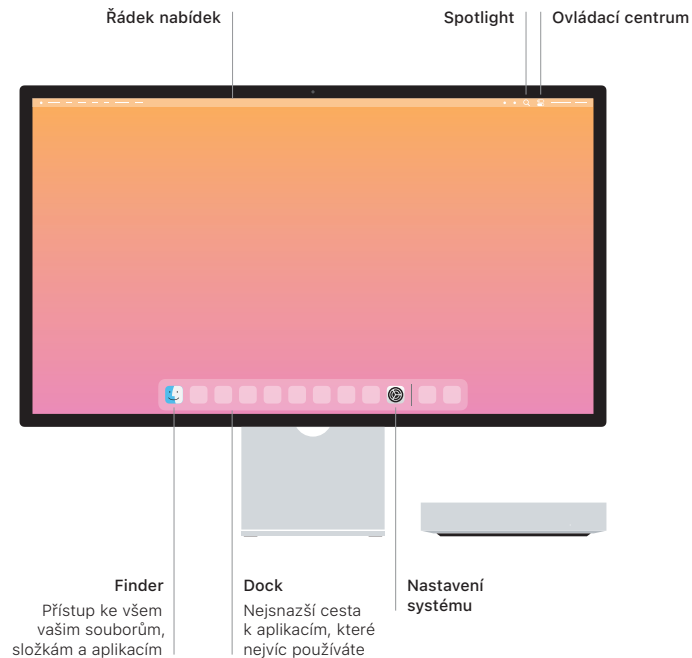 Řádek nabídek
Spotlight
Ovládací centrum
Finder
Přístup ke všem
vašim souborům,
složkám a aplikacím
Dock
Nejsnazší cesta
k aplikacím, které
nejvíc používáte
Nastavení
systému